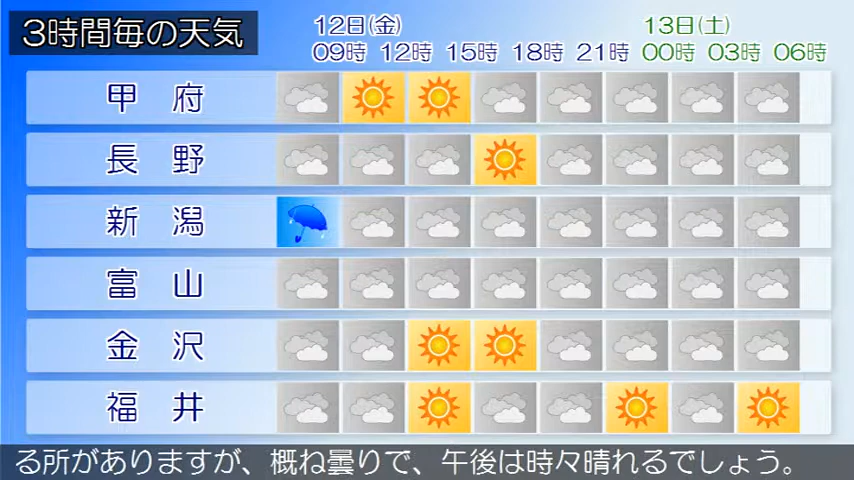 3時間毎の天気
12日(金) 13日(土)
09時 12時 15時 18時 21時 00時 03時 06時
甲府
長野
新潟
富山
金沢
福井
る所がありますが、概ね曇りで、午後は時々晴れるでしょう。